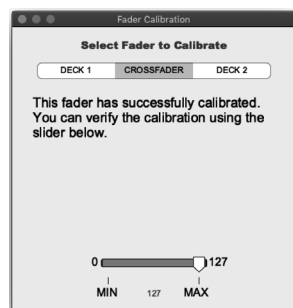 Fader Calibration
Select Fader to Calibrate
DECK 1 CROSSFADER DECK 2
This fader has successfully calibrated.
You can verify the calibration using the
slider below.
0 127
MIN 127 MAX